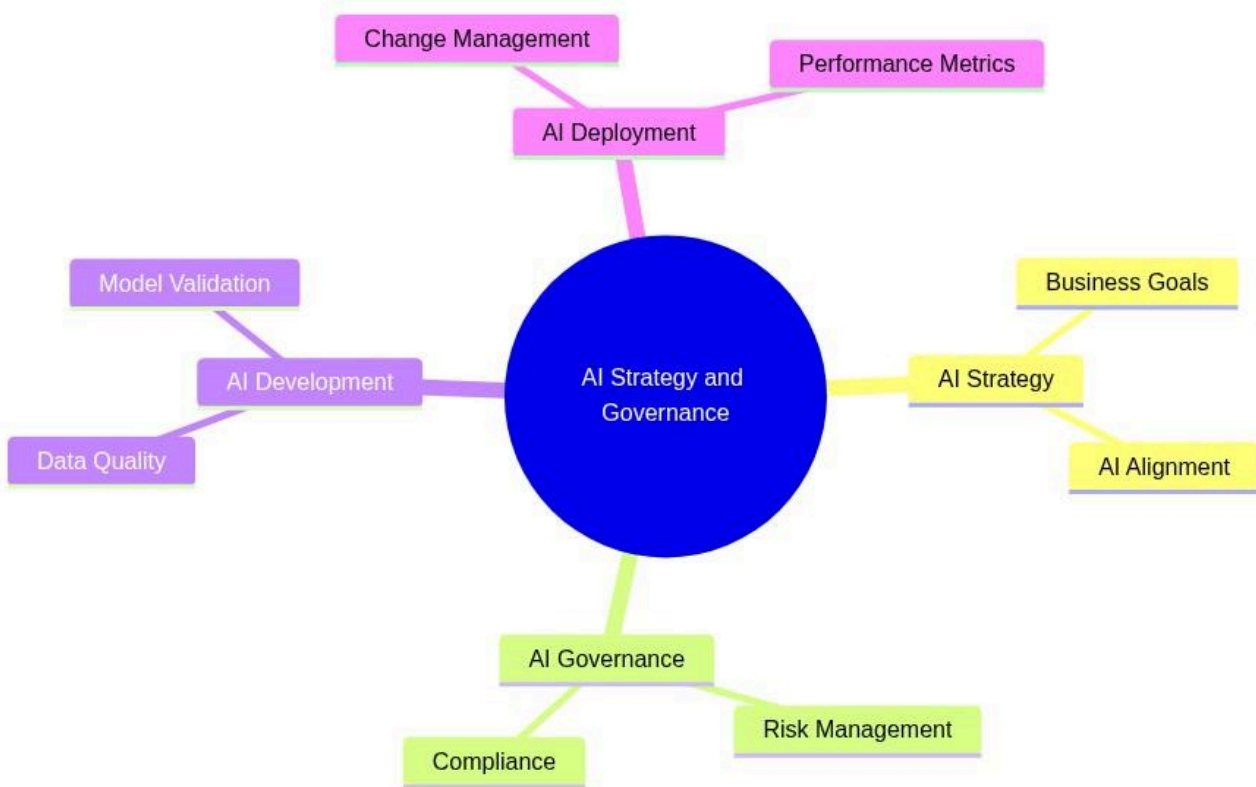 Change Management
Performance Metrics
AI Deployment
Model Validation
Business Goals
AI Development
AI Strategy and
Governance
AI Strategy
Data Quality
AI Alignment
AI Governance
Risk Management
Compliance